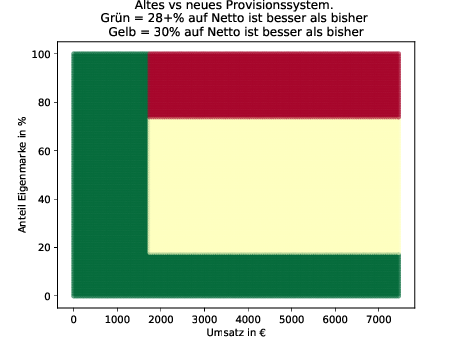 Altes vs neues Provisionssystem.
Grün = 28+% auf Netto ist besser als bisher
Gelb = 30% auf Netto ist besser als bisher
100
80
60
40
20
0
Anteil Eigenmarke in %
0 1000 2000 3000 4000 5000 6000 7000
Umsatz in €